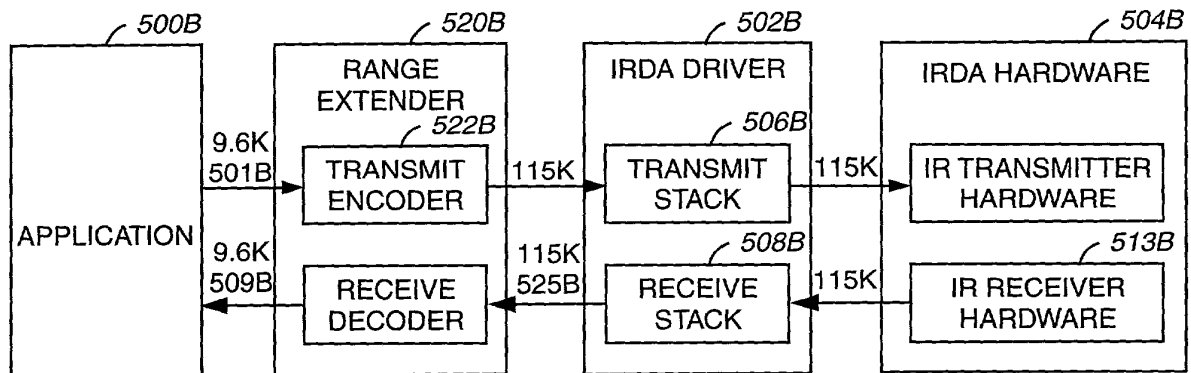 500B
520B
502B
504B
APPLICATION
RANGE
EXTENDER
IRDA DRIVER
IRDA HARDWARE
9.6K
501B
522B
TRANSMIT
ENCODER
115K
506B
TRANSMIT
STACK
115K
IR TRANSMITTER
HARDWARE
9.6K
509B
RECEIVE
DECODER
115K
525B
508B
RECEIVE
STACK
115K
513B
IR RECEIVER
HARDWARE